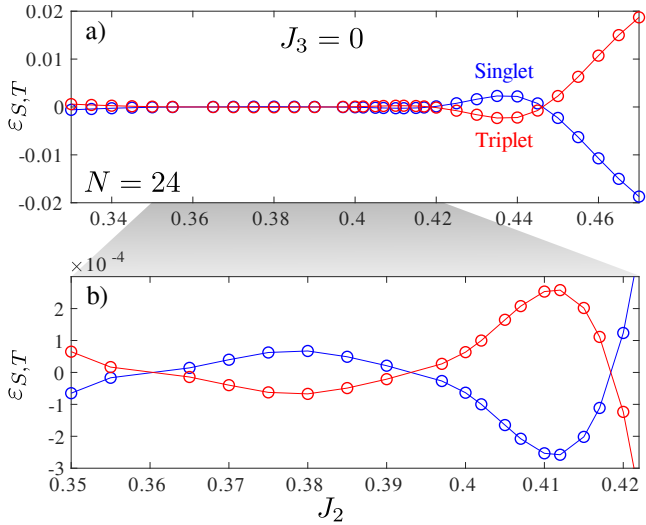 0.02
a)
J₃ = 0
0.01
Singlet
0
Triplet
-0.01
N = 24
-0.02
ε_{S,T}
0.34 0.36 0.38 0.4 0.42 0.44 0.46
×10⁻⁴
b)
2
1
0
-1
-2
-3
ε_{S,T}
0.35 0.36 0.37 0.38 0.39 0.4 0.41 0.42
J₂